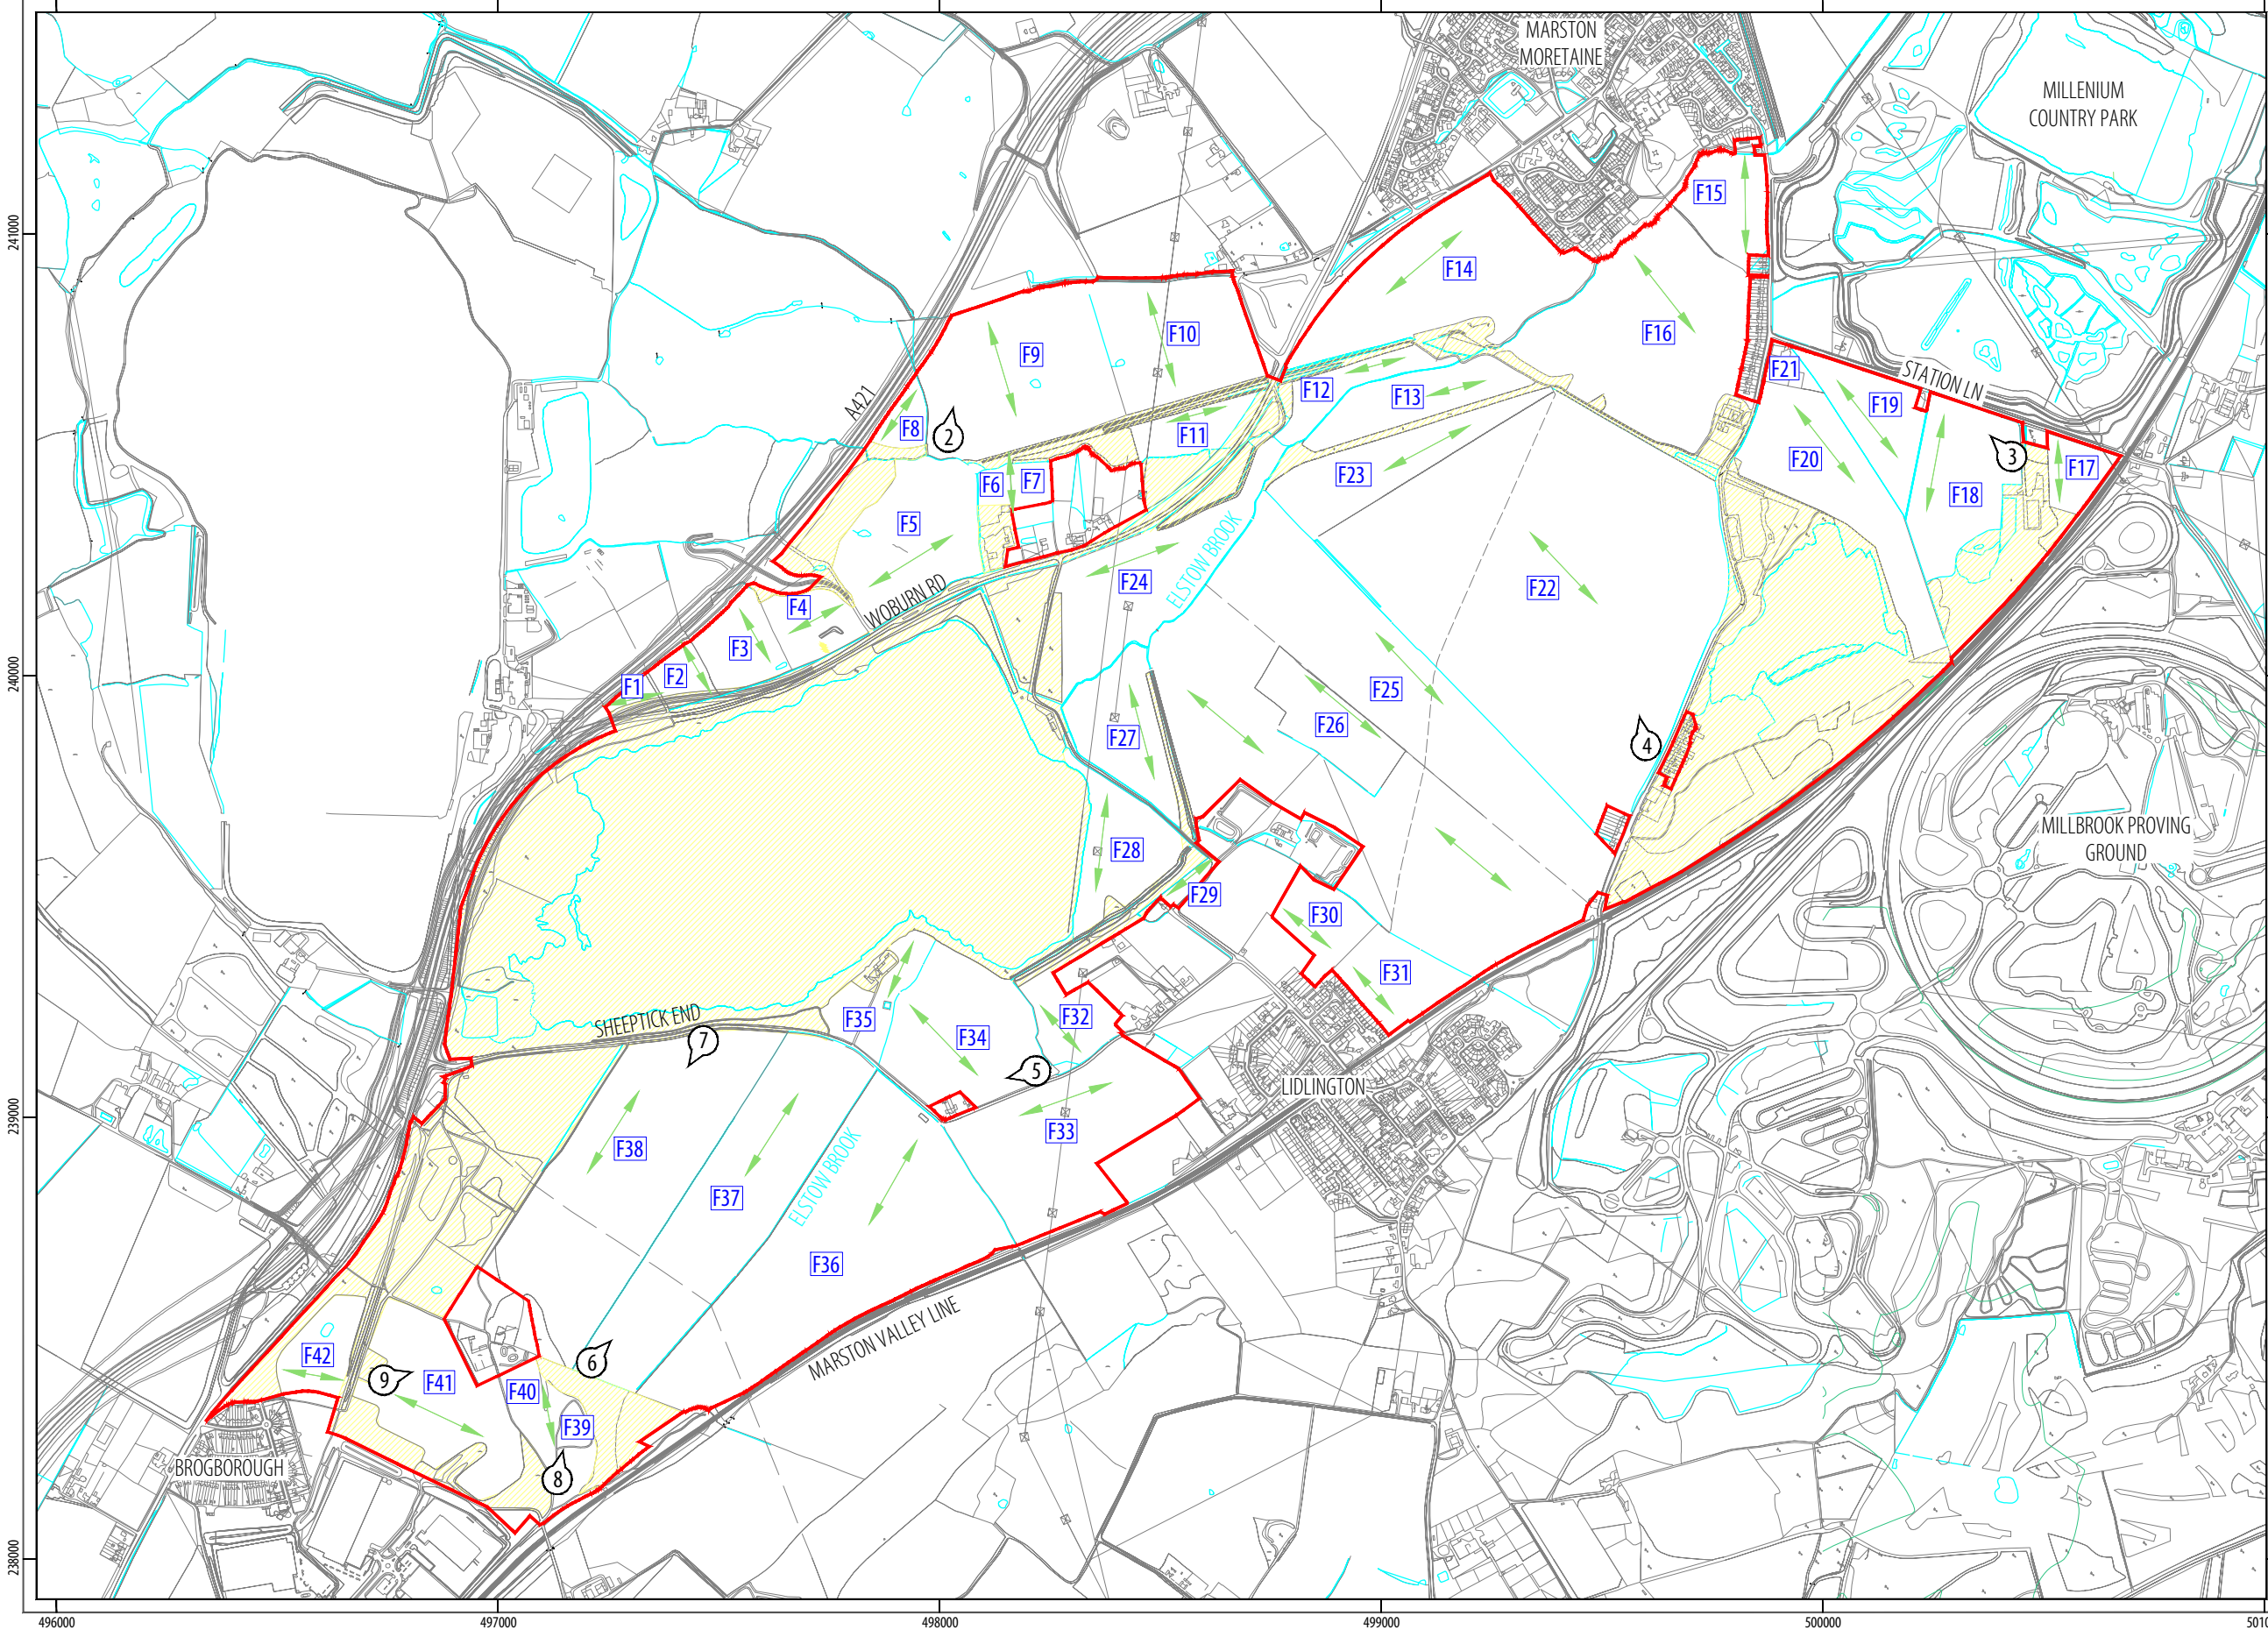 MARSTON
MORETAINE
MILLENIUM
COUNTRY PARK
241000
F15
F14
F10
F16
F9
A421
F21
STATION LN
F12
F13
F19
F8
2
F11
F20
3
F17
F6
F7
F23
F18
F5
ELSTOW BROOK
F24
F22
WOBURN RD
F4
F3
240000
F2
F1
F25
F26
F27
4
MILLBROOK PROVING
GROUND
F28
F29
F30
F31
SHEEPTICK END
F35
F32
7
F34
5
LIDLINGTON
239000
F33
F38
ELSTOW BROOK
F37
F36
MARSTON VALLEY LINE
F42
6
9
F41
F40
F39
BROGBOROUGH
8
238000
496000
497000
498000
499000
500000
5010